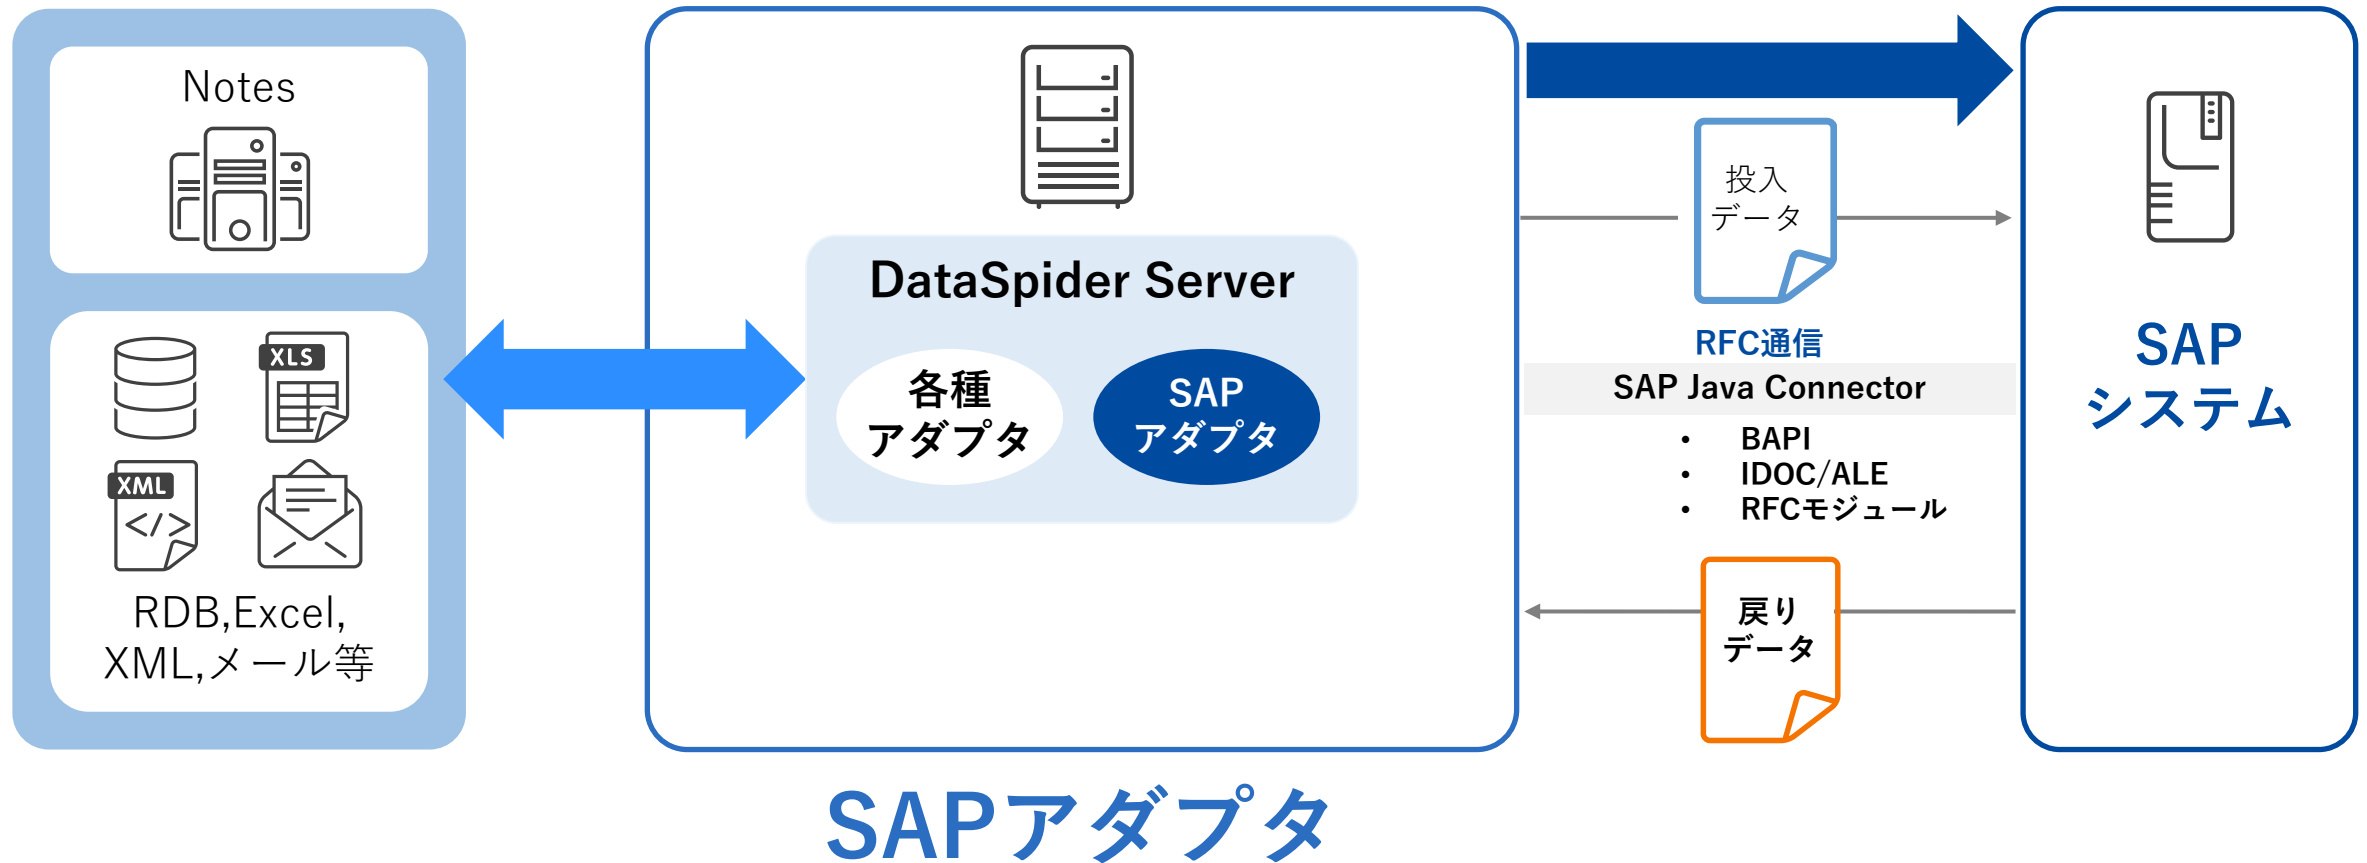 Notes
XLS
XML
RDB,Excel,
XML,メール等
DataSpider Server
各種
アダプタ
SAP
アダプタ
投入
データ
RFC通信
SAP Java Connector
• BAPI
• IDOC/ALE
• RFCモジュール
戻り
データ
SAP
システム
SAPアダプタ